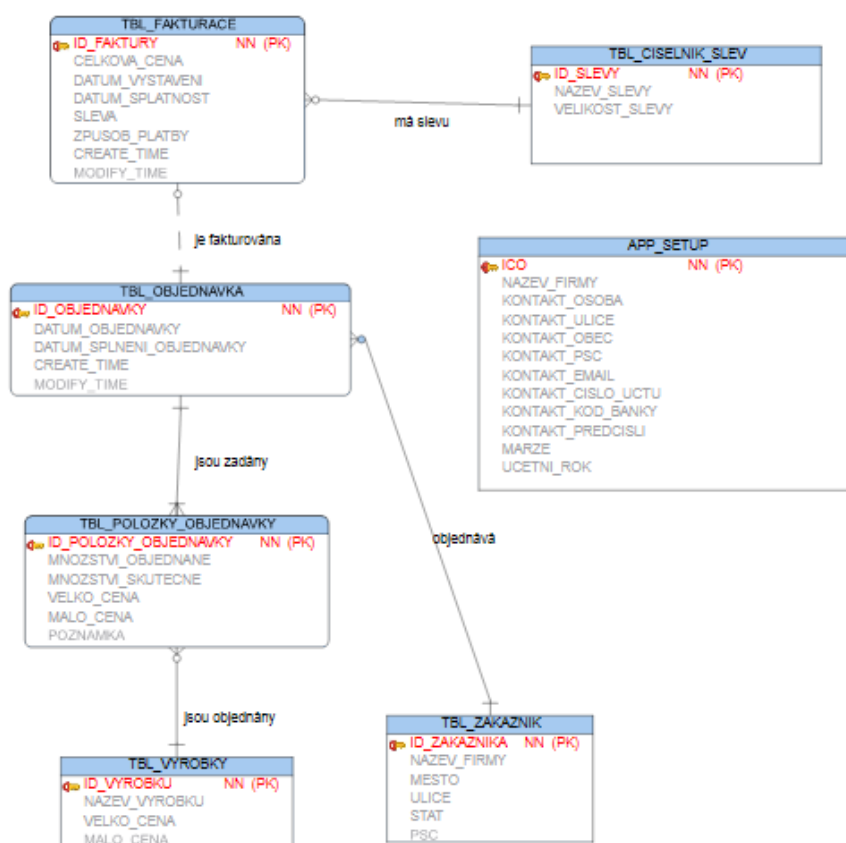 TBL_FAKTURACE
ID_FAKTURY NN (PK)
CELKOVA_CENA
DATUM_VYSTAVENI
DATUM_SPLATNOST
SLEVA
ZPUSOB_PLATBY
CREATE_TIME
MODIFY_TIME
TBL_CISELNIK_SLEV
ID_SLEVY NN (PK)
NAZEV_SLEVY
VELIKOST_SLEVY
má slevu
je fakturována
APP_SETUP
ICO NN (PK)
NAZEV_FIRMY
KONTAKT_OSOBA
KONTAKT_ULICE
KONTAKT_OBEC
KONTAKT_PSC
KONTAKT_EMAIL
KONTAKT_CISLO_UCTU
KONTAKT_KOD_BANKY
KONTAKT_PREDCISLI
MARZE
UCETNI_ROK
TBL_OBJEDNAVKA
ID_OBJEDNAVKY NN (PK)
DATUM_OBJEDNAVKY
DATUM_SPLNENI_OBJEDNAVKY
CREATE_TIME
MODIFY_TIME
jsou zadány
TBL_POLOZKY_OBJEDNAVKY
ID_POLOZKY_OBJEDNAVKY NN (PK)
MNOZSTVI_OBJEDNANE
MNOZSTVI_SKUTECNE
VELKO_CENA
MALO_CENA
POZNAMKA
objednává
jsou objednány
TBL_VYROBKY
ID_VYROBKU NN (PK)
NAZEV_VYROBKU
VELKO_CENA
MALO_CENA
TBL_ZAKAZNIK
ID_ZAKAZNIKA NN (PK)
NAZEV_FIRMY
MESTO
ULICE
STAT
PSC